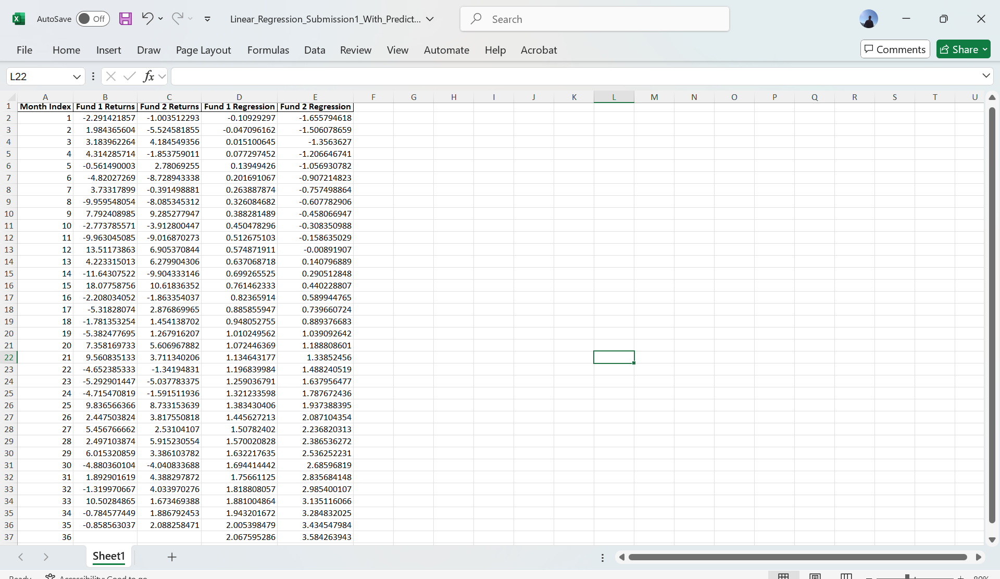 AutoSave Off Linear_Regression_Submission1_With_Predict... Search
File Home Insert Draw Page Layout Formulas Data Review View Automate Help Acrobat Comments Share
L22 fx
A B C D E F G H I J K L M N O P Q R S T U
1 Month Index Fund 1 Returns Fund 2 Returns Fund 1 Regression Fund 2 Regression
2 1 -2.291421857 -1.003512293 -0.10929297 -1.655794618
3 2 1.984365604 -5.524581855 -0.047096162 -1.506078659
4 3 3.183962264 4.184549356 0.015100645 -1.3563627
5 4 4.314285714 -1.853759011 0.077297452 -1.206646741
6 5 -0.561490003 2.78069255 0.13949426 -1.056930782
7 6 -4.82027269 -8.728943338 0.201691067 -0.907214823
8 7 3.73317899 -0.391498881 0.263887874 -0.757498864
9 8 -9.959548054 -8.085345312 0.326084682 -0.607782906
10 9 7.792408985 9.285277947 0.388281489 -0.458066947
11 10 -2.773785571 -3.912800447 0.450478296 -0.308350988
12 11 -9.963045085 -9.016870273 0.512675103 -0.158635029
13 12 13.51173863 6.905370844 0.574871911 -0.00891907
14 13 4.223315013 6.279904306 0.637068718 0.140796889
15 14 -11.64307522 -9.904333146 0.699265525 0.290512848
16 15 18.07758756 10.61836352 0.761462333 0.440228807
17 16 -2.208034052 -1.863354037 0.82365914 0.589944765
18 17 -5.31828074 2.876869965 0.885855947 0.739660724
19 18 -1.781353254 1.454138702 0.948052755 0.889376683
20 19 -5.382477695 1.267916207 1.010249562 1.039092642
21 20 7.358169733 5.606967882 1.072446369 1.188808601
22 21 9.560835133 3.711340206 1.134643177 1.33852456
23 22 -4.652385333 -1.34194831 1.196839984 1.488240519
24 23 -5.292901447 -5.037783375 1.259036791 1.637956477
25 24 -4.715470819 -1.591511936 1.321233598 1.787672436
26 25 9.836566366 8.733153639 1.383430406 1.937388395
27 26 2.447503824 3.817550818 1.445627213 2.087104354
28 27 5.456766662 2.53104107 1.50782402 2.236820313
29 28 2.497103874 5.915230554 1.570020828 2.386536272
30 29 6.015320859 3.386103782 1.632217635 2.536252231
31 30 -4.880360104 -4.040833688 1.694414442 2.68596819
32 31 1.892901619 4.388297872 1.75661125 2.835684148
33 32 -1.319970667 4.033970276 1.818808057 2.985400107
34 33 10.50284865 1.673469388 1.881004864 3.135116066
35 34 -0.784577449 1.886792453 1.943201672 3.284832025
36 35 -0.858563037 2.088258471 2.005398479 3.434547984
37 36 2.067595286 3.584263943
Sheet1
Ready Accessibility: Good to go 80%